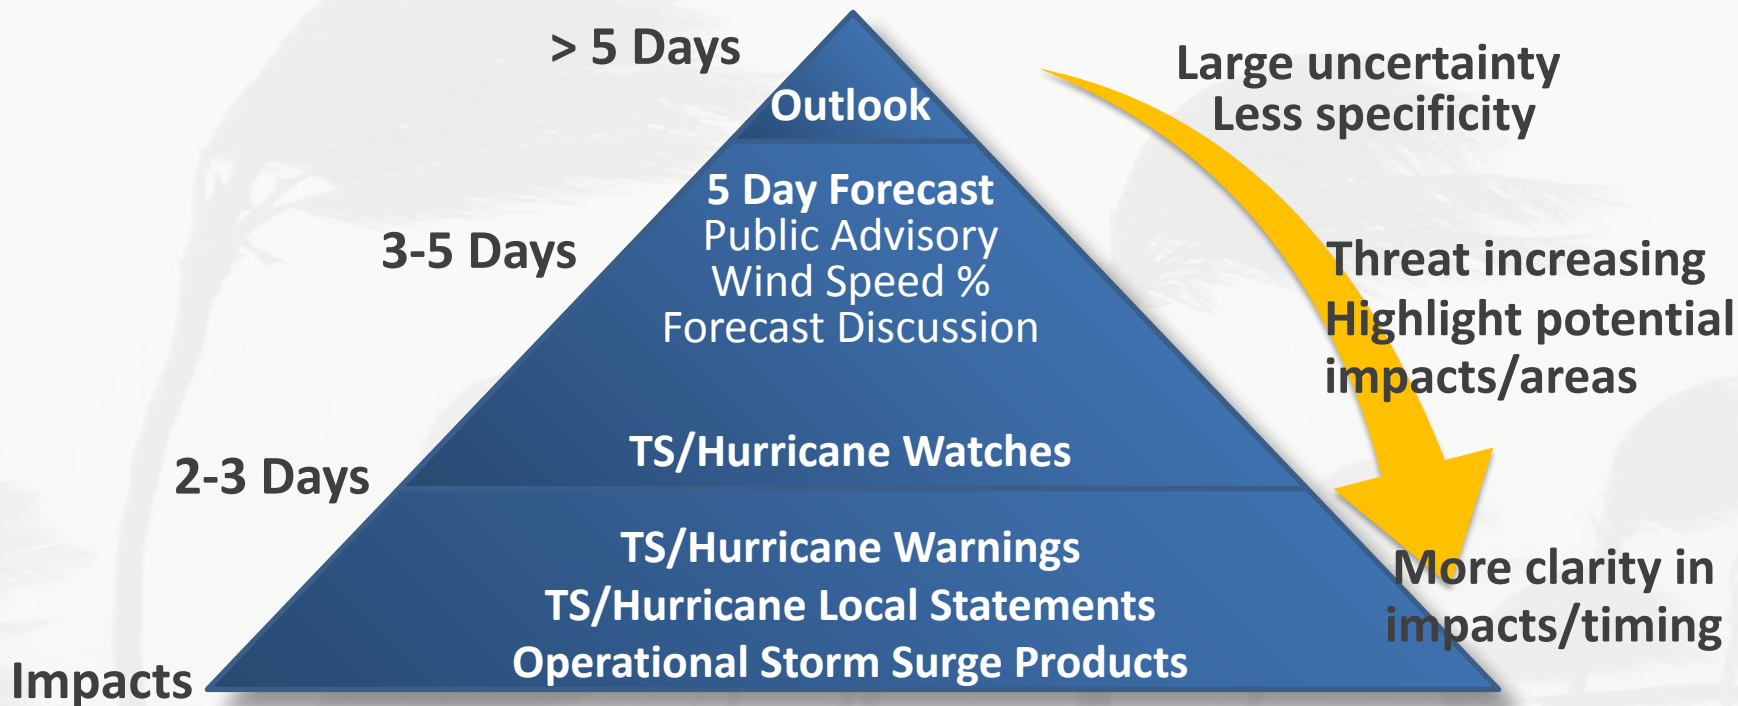 > 5 Days
Outlook
Large uncertainty
Less specificity
3-5 Days
5 Day Forecast
Public Advisory
Wind Speed %
Forecast Discussion
Threat increasing
Highlight potential
impacts/areas
2-3 Days
TS/Hurricane Watches
TS/Hurricane Warnings
TS/Hurricane Local Statements
Operational Storm Surge Products
More clarity in
impacts/timing
Impacts